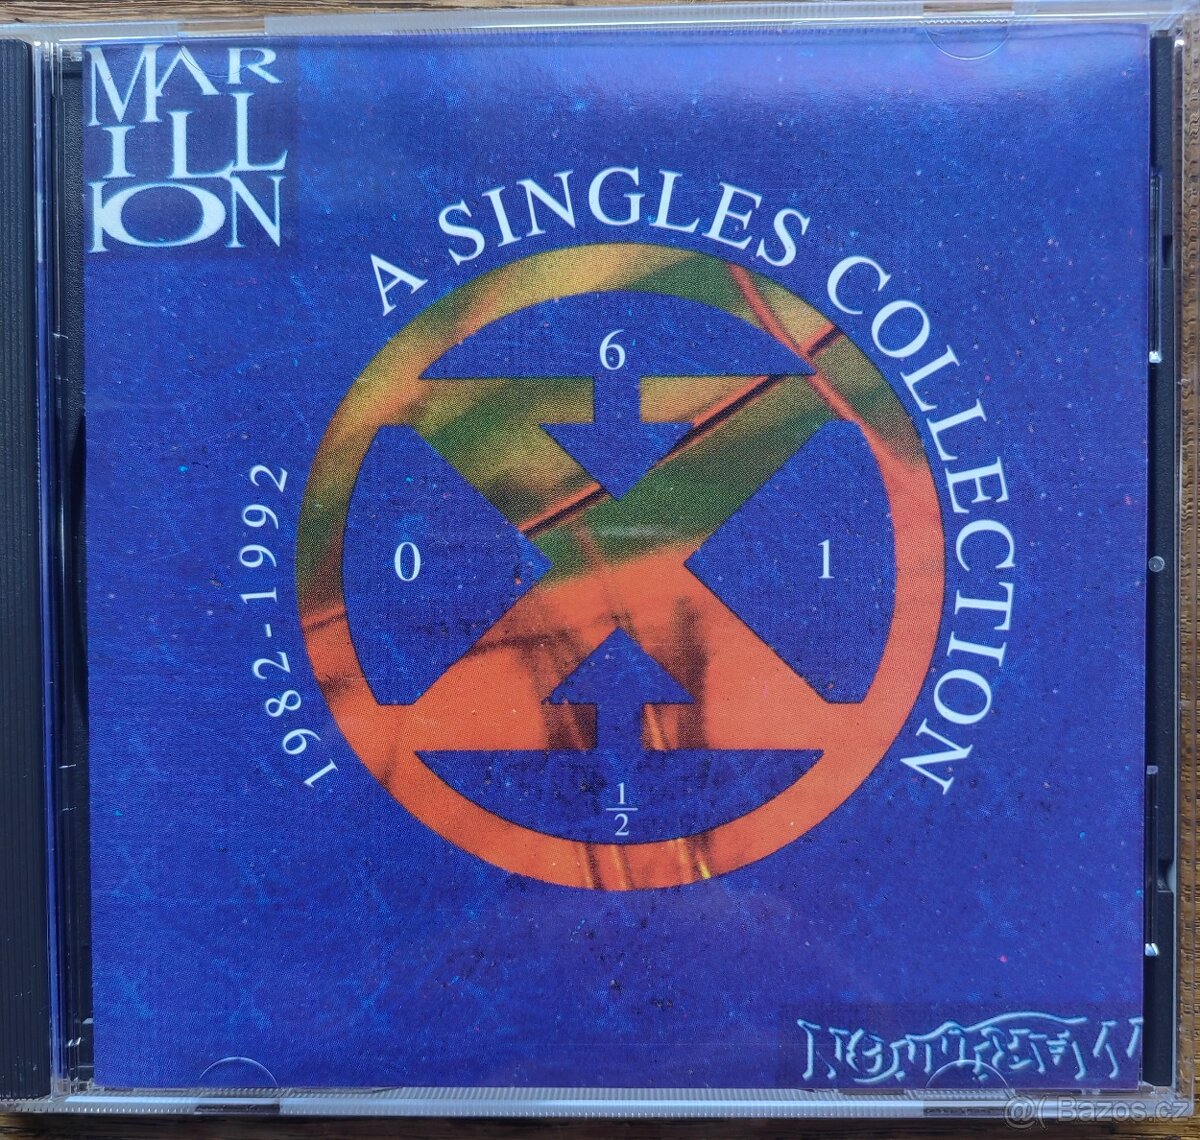 MAR
ILL
ION
A SINGLES COLLECTION
1982-1992
6
0
1
1/2
@( Bazos.cz